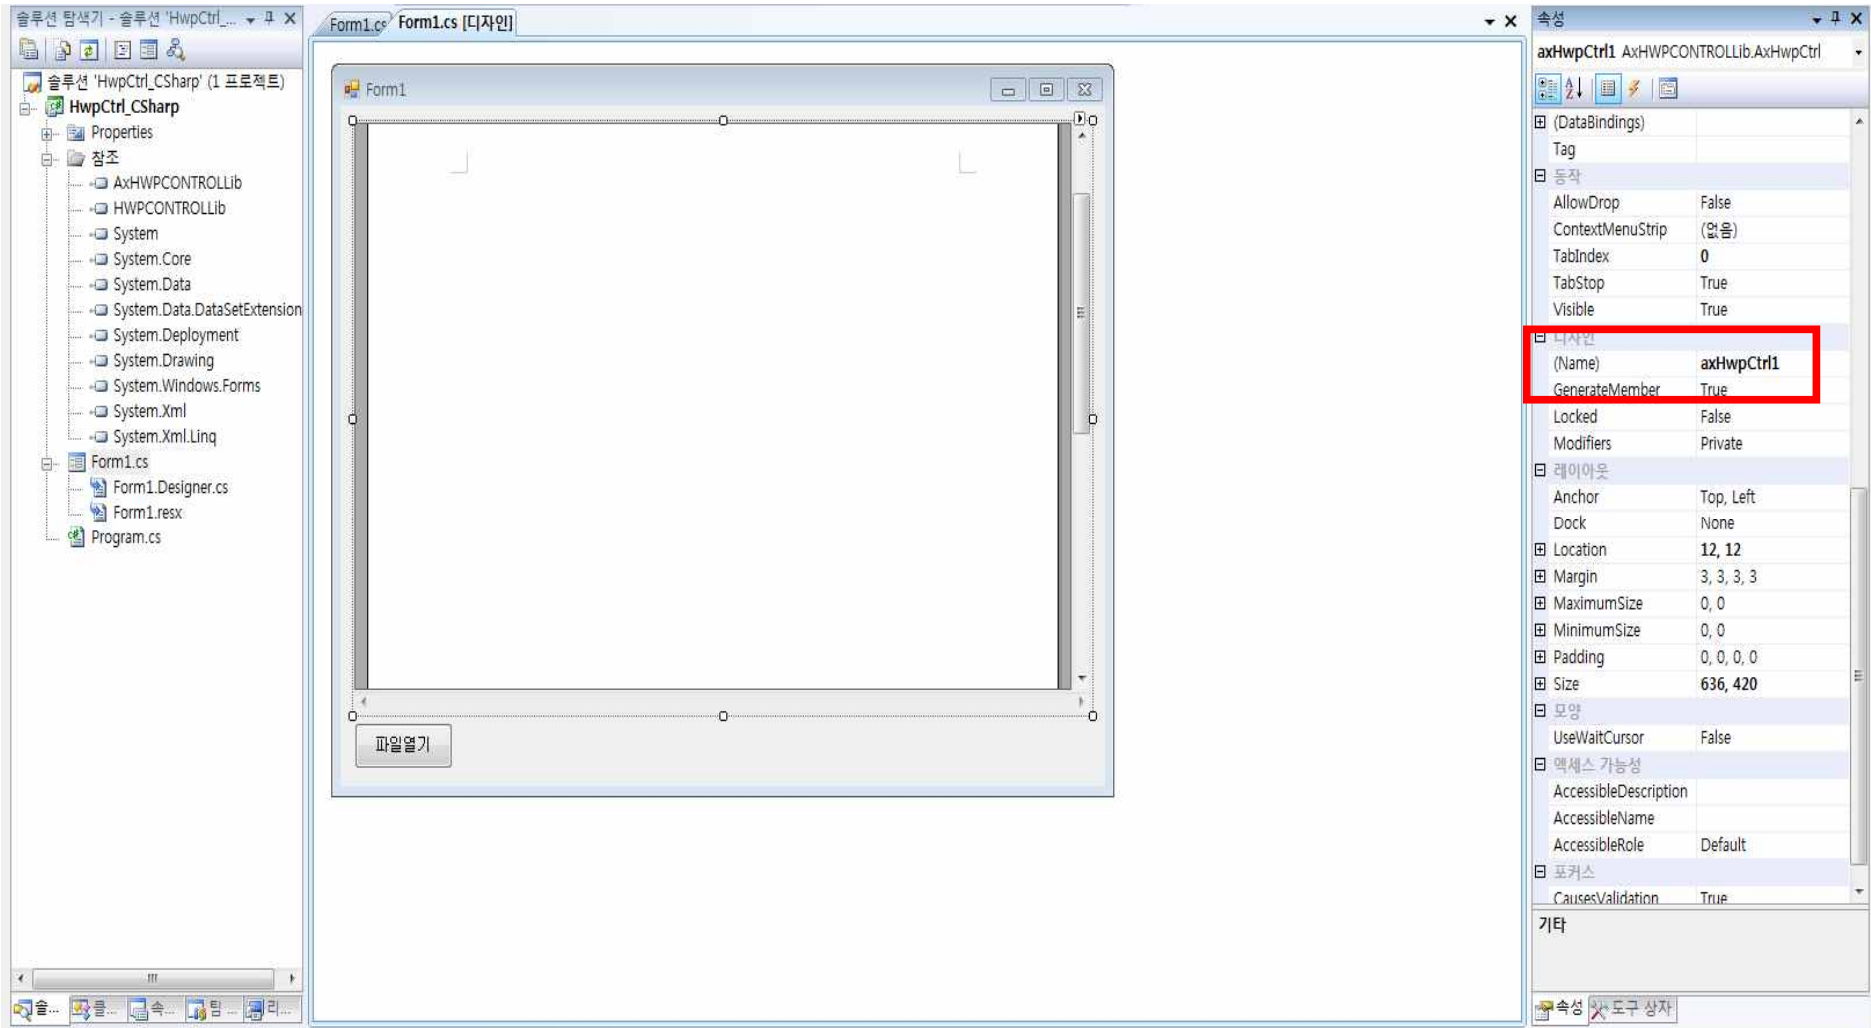 솔루션 탐색기 - 솔루션 'HwpCtrl_...
솔루션 'HwpCtrl_CSharp' (1 프로젝트)
HwpCtrl_CSharp
Properties
참조
AxHWPCONTROLLib
HWPCONTROLLib
System
System.Core
System.Data
System.Data.DataSetExtension
System.Deployment
System.Drawing
System.Windows.Forms
System.Xml
System.Xml.Linq
Form1.cs
Form1.Designer.cs
Form1.resx
Program.cs
솔... 클... 속... 팀 ... 리...
Form1.cs Form1.cs [디자인]
Form1
파일열기
속성
axHwpCtrl1 AxHWPCONTROLLib.AxHwpCtrl
(DataBindings)
Tag
동작
AllowDrop False
ContextMenuStrip (없음)
TabIndex 0
TabStop True
Visible True
디자인
(Name) axHwpCtrl1
GenerateMember True
Locked False
Modifiers Private
레이아웃
Anchor Top, Left
Dock None
Location 12, 12
Margin 3, 3, 3, 3
MaximumSize 0, 0
MinimumSize 0, 0
Padding 0, 0, 0, 0
Size 636, 420
모양
UseWaitCursor False
액세스 가능성
AccessibleDescription
AccessibleName
AccessibleRole Default
포커스
CausesValidation True
기타
속성 도구 상자